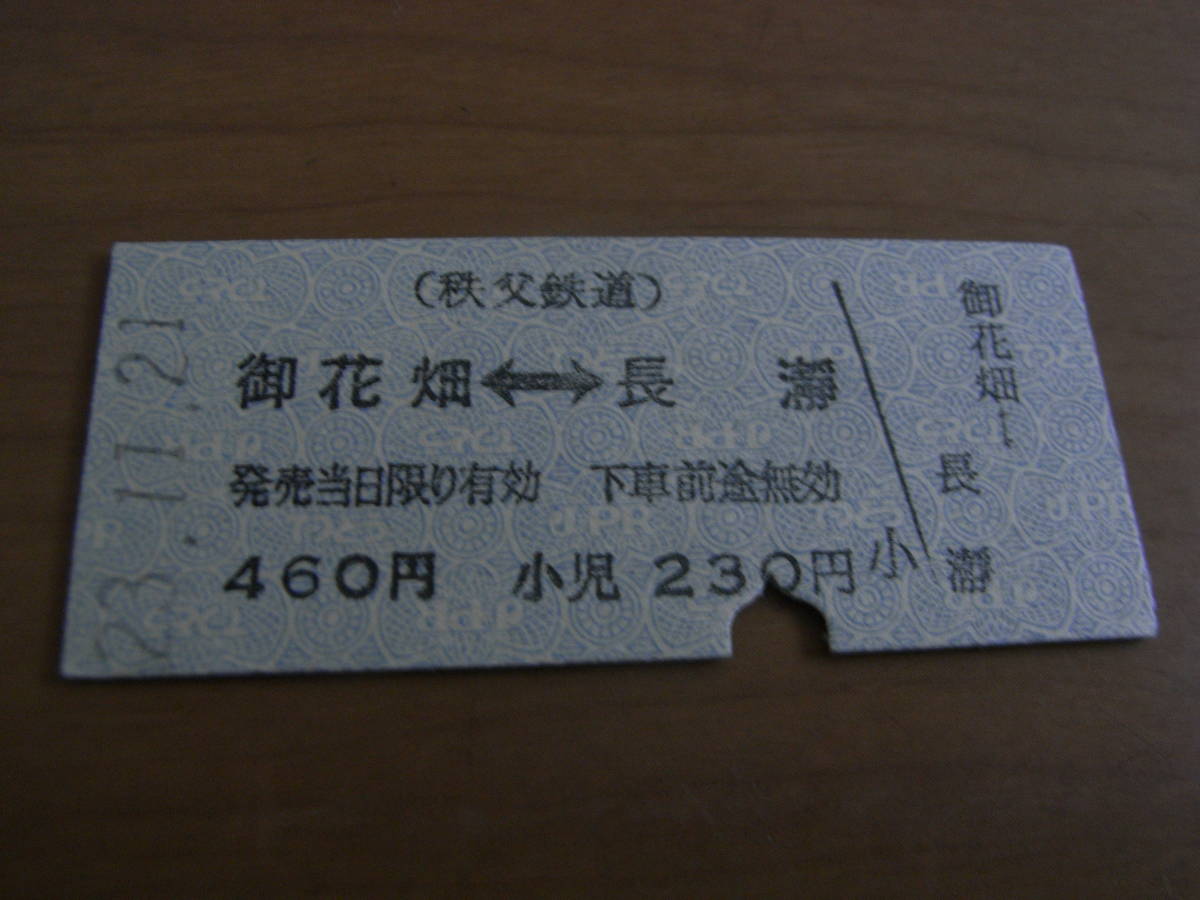 (秩父鉄道)
御花畑⟷長瀞
発売当日限り有効 下車前途無効
460円 小児 230円
小
御花畑―長瀞
23.11.21